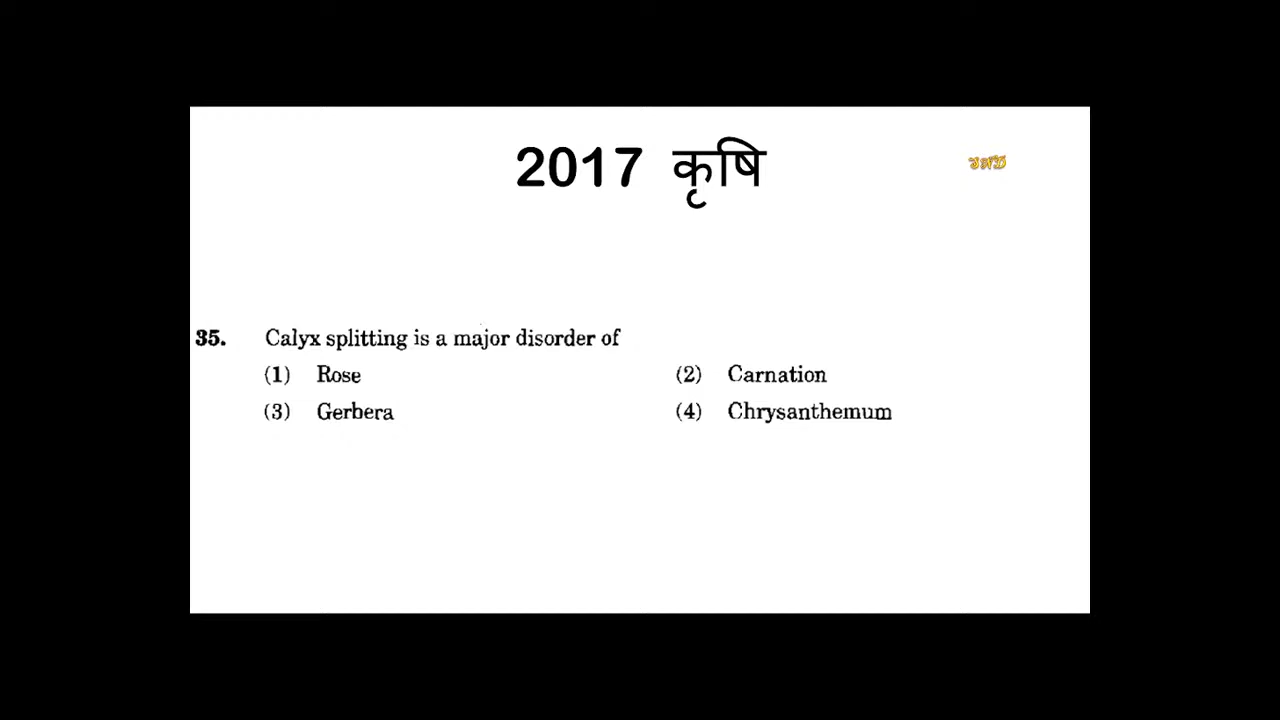 2017 कृषि
35. Calyx splitting is a major disorder of
(1) Rose (2) Carnation
(3) Gerbera (4) Chrysanthemum